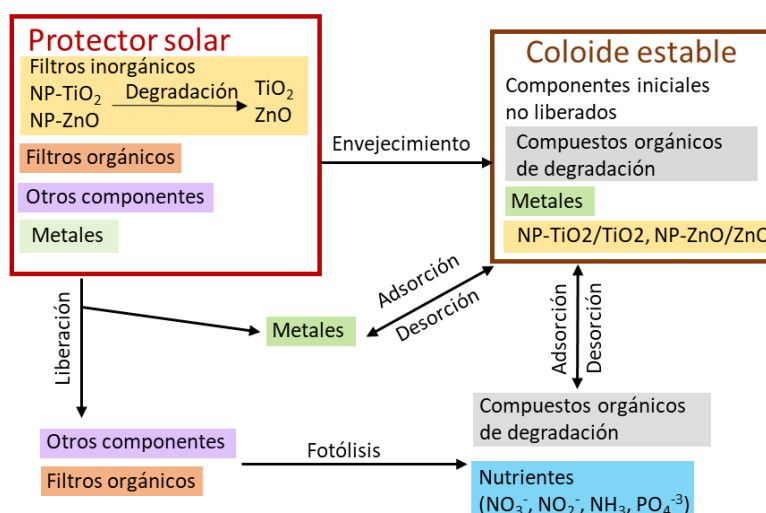 Protector solar
Filtros inorgánicos
NP-TiO₂
Degradación
TiO₂
NP-ZnO
ZnO
Filtros orgánicos
Otros componentes
Metales
Envejecimiento
Coloide estable
Componentes iniciales
no liberados
Compuestos orgánicos
de degradación
Metales
NP-TiO2/TiO2, NP-ZnO/ZnO
Liberación
Metales
Adsorción
Desorción
Adsorción
Desorción
Otros componentes
Filtros orgánicos
Fotólisis
Compuestos orgánicos
de degradación
Nutrientes
(NO₃⁻, NO₂⁻, NH₃, PO₄⁻³)